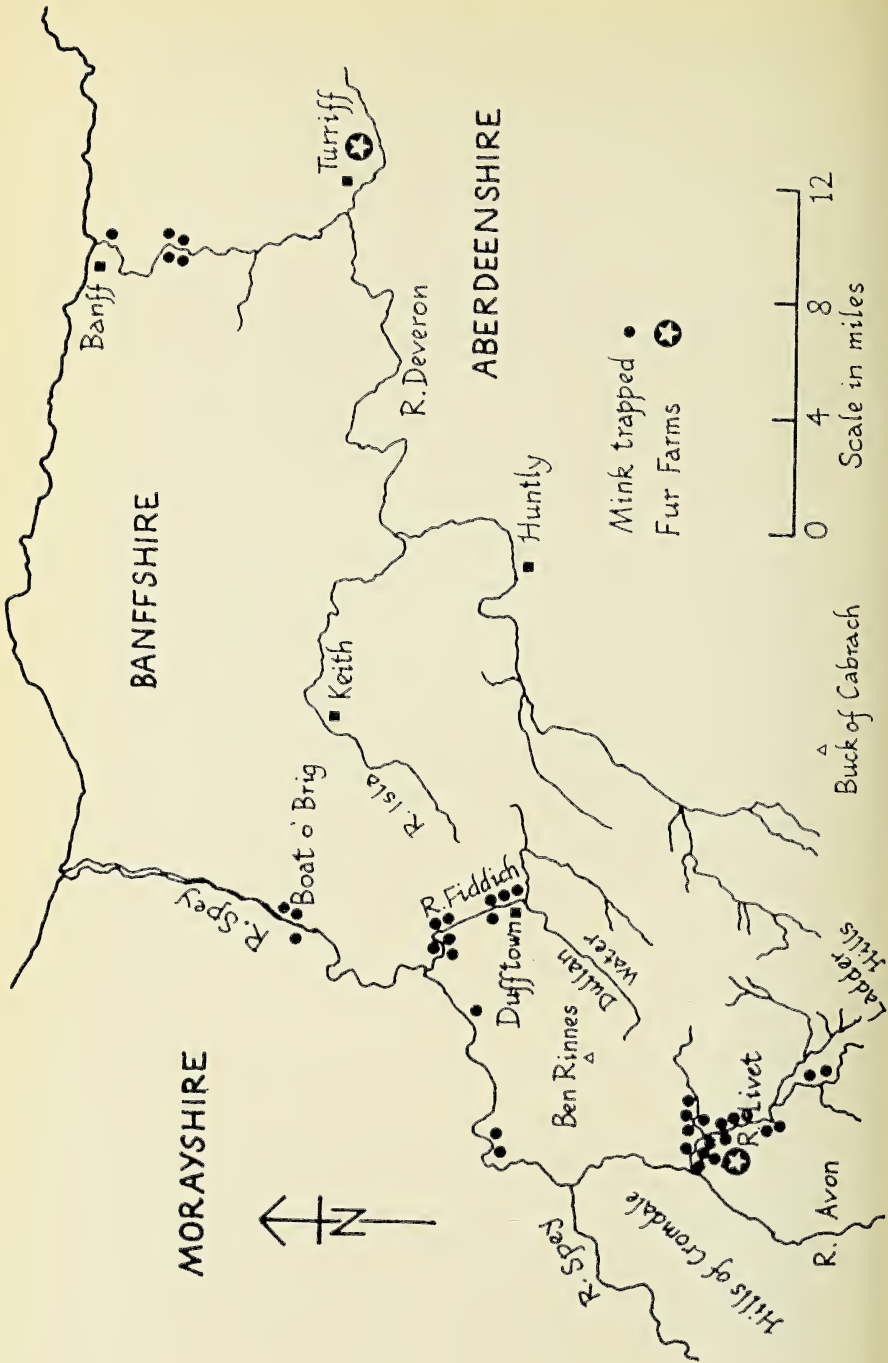 MORAYSHIRE
BANFFSHIRE
ABERDEENSHIRE
N
Banff
Turriff
R. Deveron
Huntly
Keith
R. Isla
Boat o' Brig
R. Spey
R. Fiddich
Dufftown
Dullan
Water
Ben Rinnes
R. Livet
Ladder
Hills
Buck of Cabrach
R. Spey
Hills of Cromdale
R. Avon
Mink trapped
Fur Farms
0 4 8 12
Scale in miles